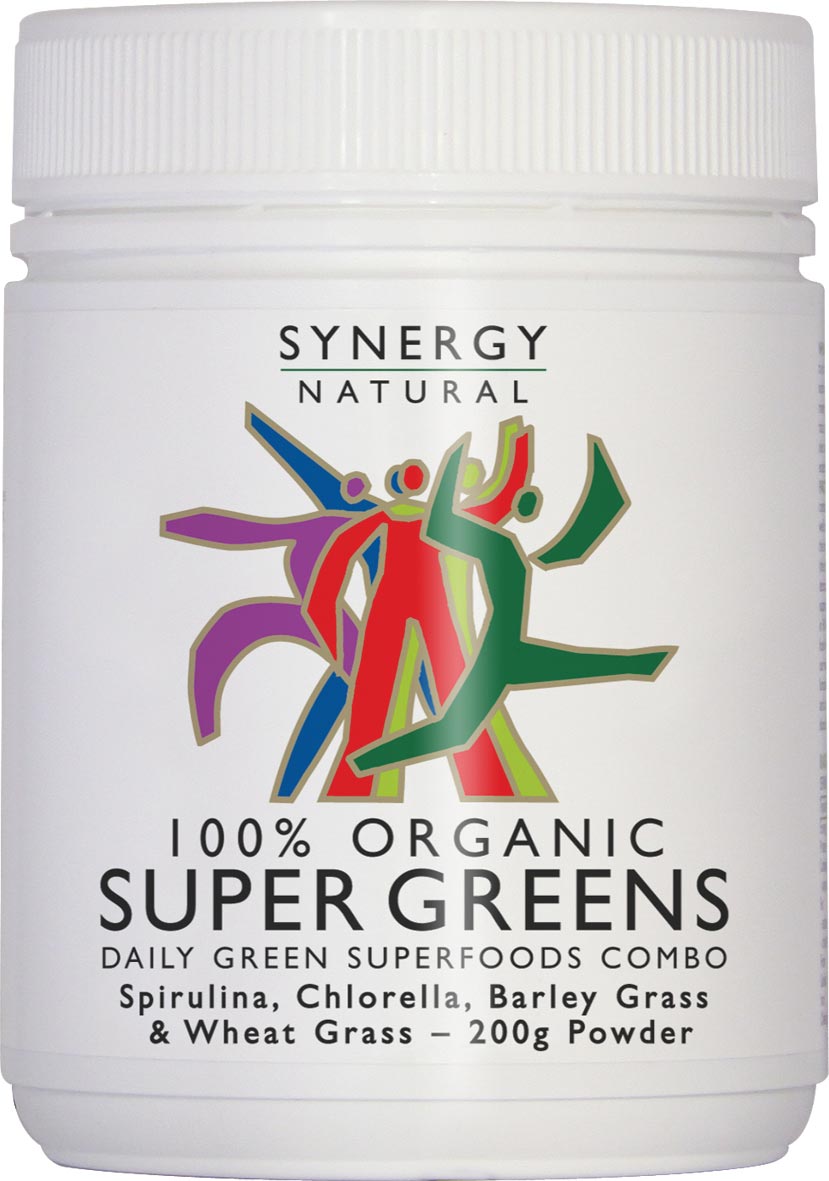 SYNERGY
NATURAL
100% ORGANIC
SUPER GREENS
DAILY GREEN SUPERFOODS COMBO
Spirulina, Chlorella, Barley Grass
& Wheat Grass – 200g Powder